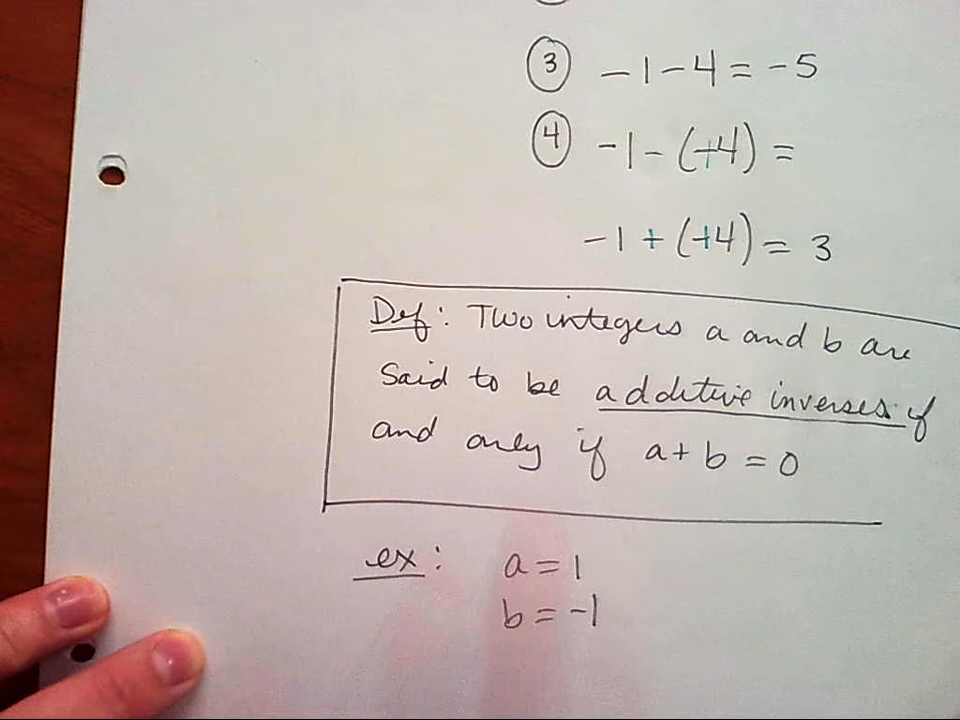 ③ -1-4 = -5
④ -1-(+4) =
-1 + (+4) = 3
Def: Two integers a and b are
said to be additive inverses if
and only if a + b = 0
ex: a = 1
b = -1